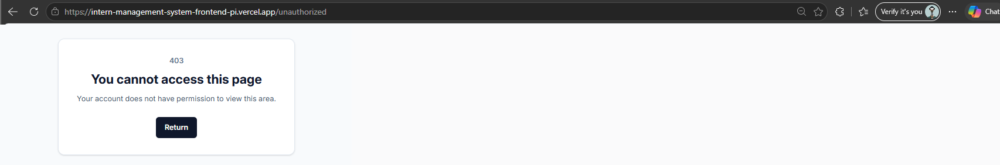 https://intern-management-system-frontend-pi.vercel.app/unauthorized
Verify it's you
Chat
403
You cannot access this page
Your account does not have permission to view this area.
Return